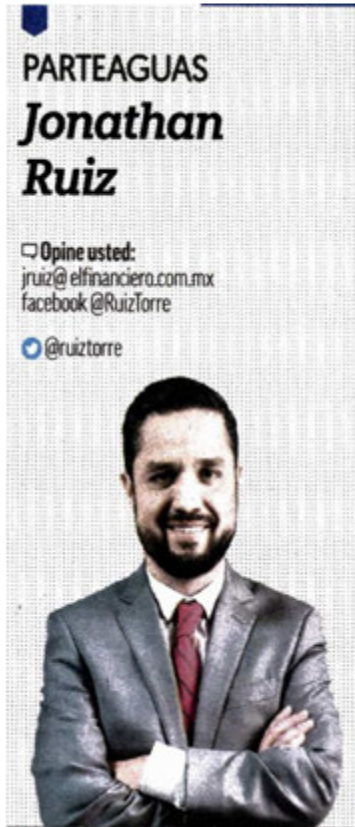 PARTEAGUAS
Jonathan
Ruiz
Opine usted:
jruiz@elfinanciero.com.mx
facebook @RuizTorre
@ruiztorre